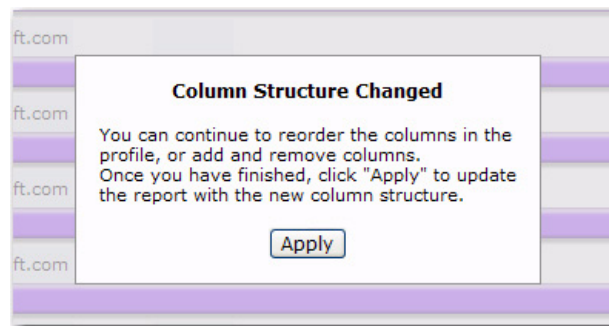 ft.com
Column Structure Changed
ft.com
You can continue to reorder the columns in the
profile, or add and remove columns.
Once you have finished, click "Apply" to update
ft.com
the report with the new column structure.
Apply
ft.com